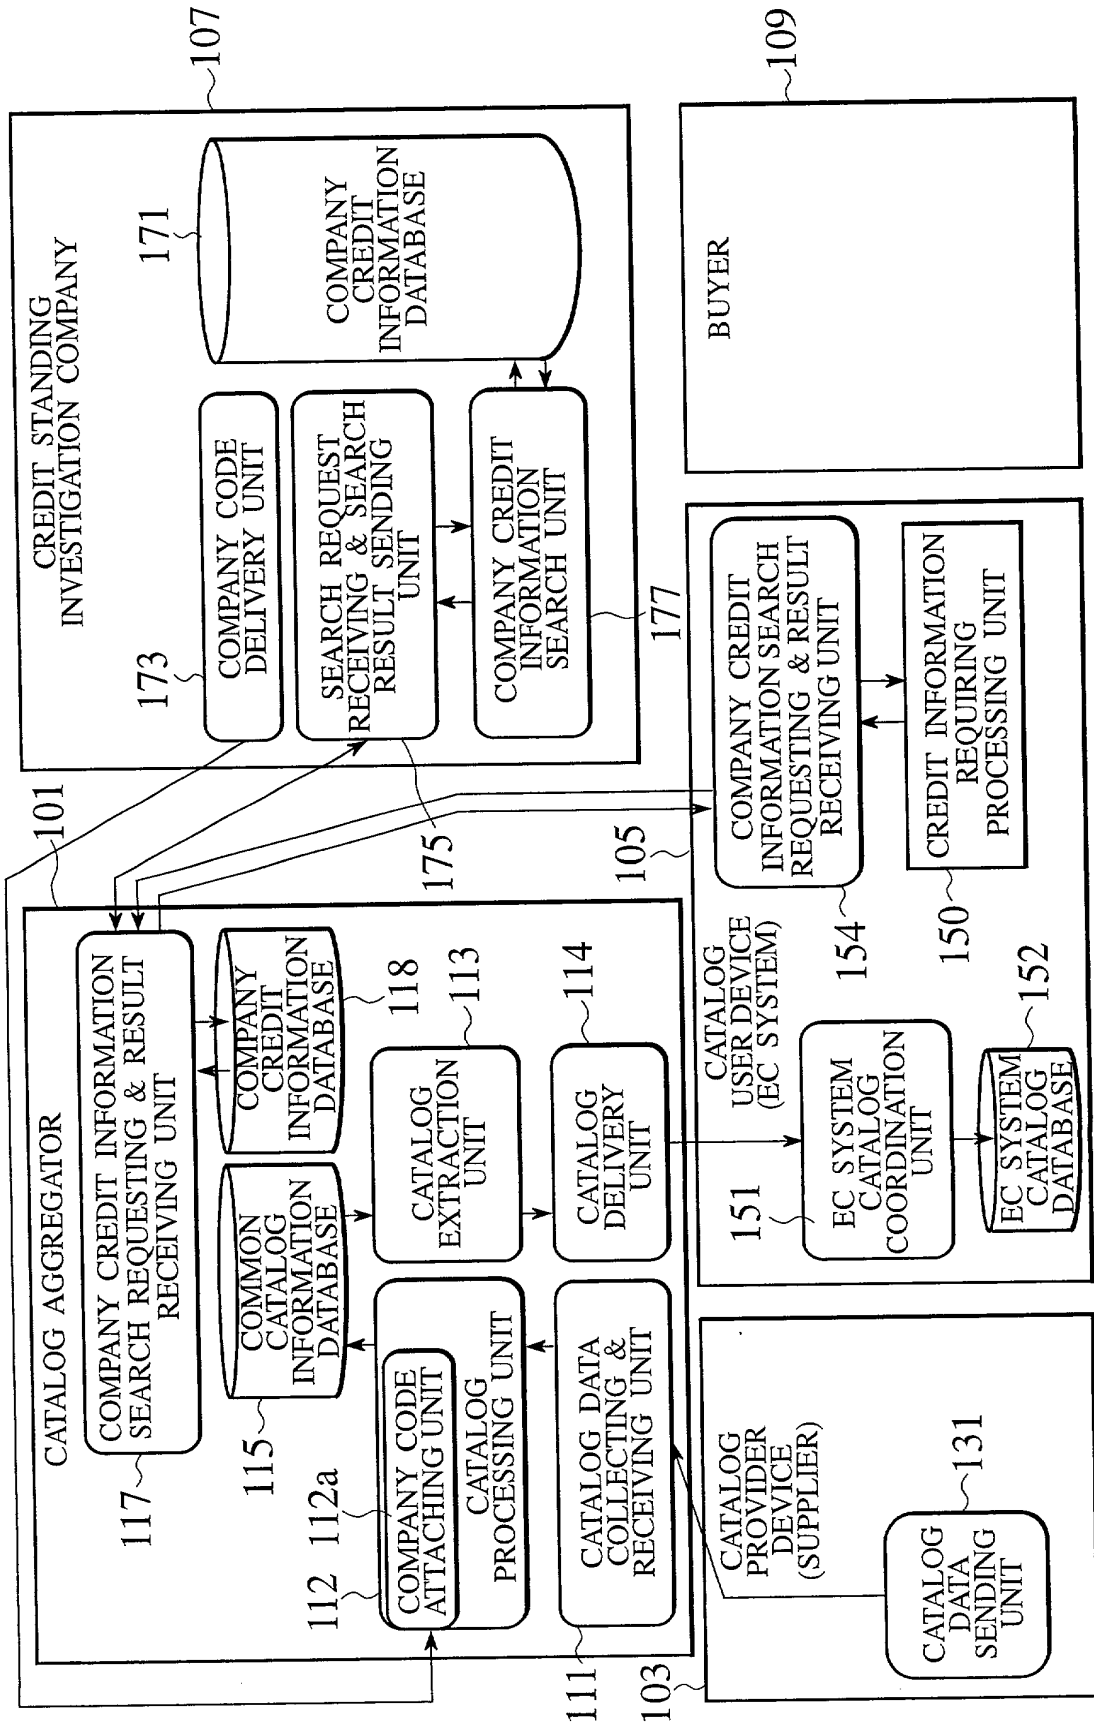 CATALOG AGGREGATOR
101
COMPANY CREDIT INFORMATION
SEARCH REQUESTING & RESULT
RECEIVING UNIT
117
COMMON
CATALOG
INFORMATION
DATABASE
115
COMPANY
CREDIT
INFORMATION
DATABASE
118
112
112a
COMPANY CODE
ATTACHING UNIT
CATALOG
PROCESSING UNIT
CATALOG
EXTRACTION
UNIT
113
CATALOG DATA
COLLECTING &
RECEIVING UNIT
111
CATALOG
DELIVERY
UNIT
114
CREDIT STANDING
INVESTIGATION COMPANY
107
173
COMPANY CODE
DELIVERY UNIT
171
COMPANY
CREDIT
INFORMATION
DATABASE
SEARCH REQUEST
RECEIVING & SEARCH
RESULT SENDING
UNIT
175
COMPANY CREDIT
INFORMATION
SEARCH UNIT
177
103
CATALOG
PROVIDER
DEVICE
(SUPPLIER)
CATALOG
DATA
SENDING
UNIT
131
105
CATALOG
USER DEVICE
(EC SYSTEM)
151
EC SYSTEM
CATALOG
COORDINATION
UNIT
EC SYSTEM
CATALOG
DATABASE
152
COMPANY CREDIT
INFORMATION SEARCH
REQUESTING & RESULT
RECEIVING UNIT
154
CREDIT INFORMATION
REQUIRING
PROCESSING UNIT
150
BUYER
109